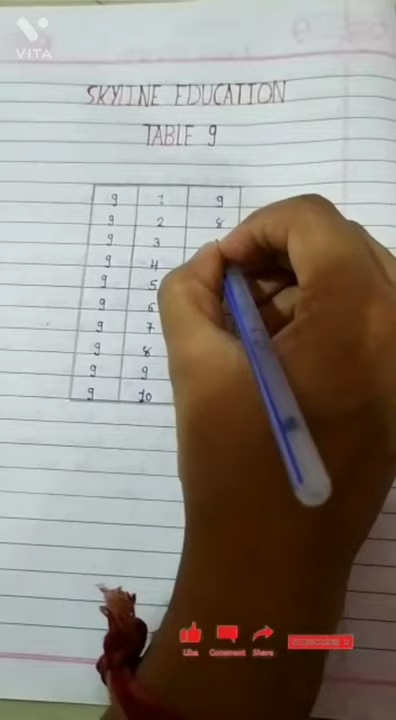 VITA
SKYLINE EDUCATION
TABLE 9
9 1 9
9 2 8
9 3
9 4
9 5
9 6
9 7
9 8
9 9
9 10
Like Comment Share